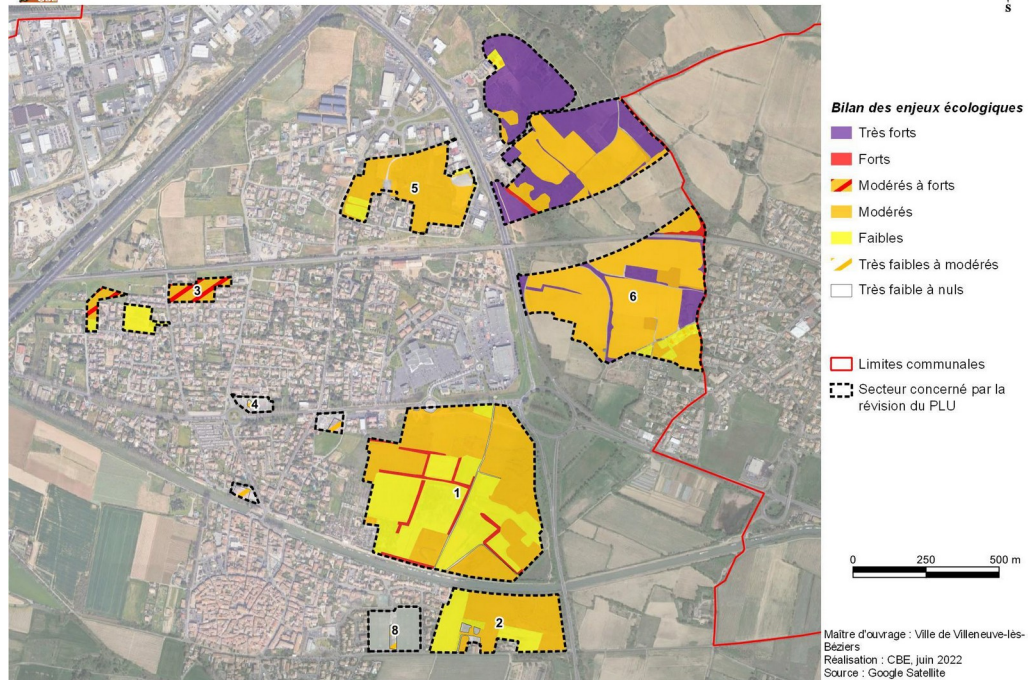 S
Bilan des enjeux écologiques
Très forts
Forts
Modérés à forts
Modérés
Faibles
Très faibles à modérés
Très faible à nuls
Limites communales
Secteur concerné par la
révision du PLU
5
3
6
4
1
8
2
0 250 500 m
Maître d'ouvrage : Ville de Villeneuve-lès-
Béziers
Réalisation : CBE, juin 2022
Source : Google Satellite